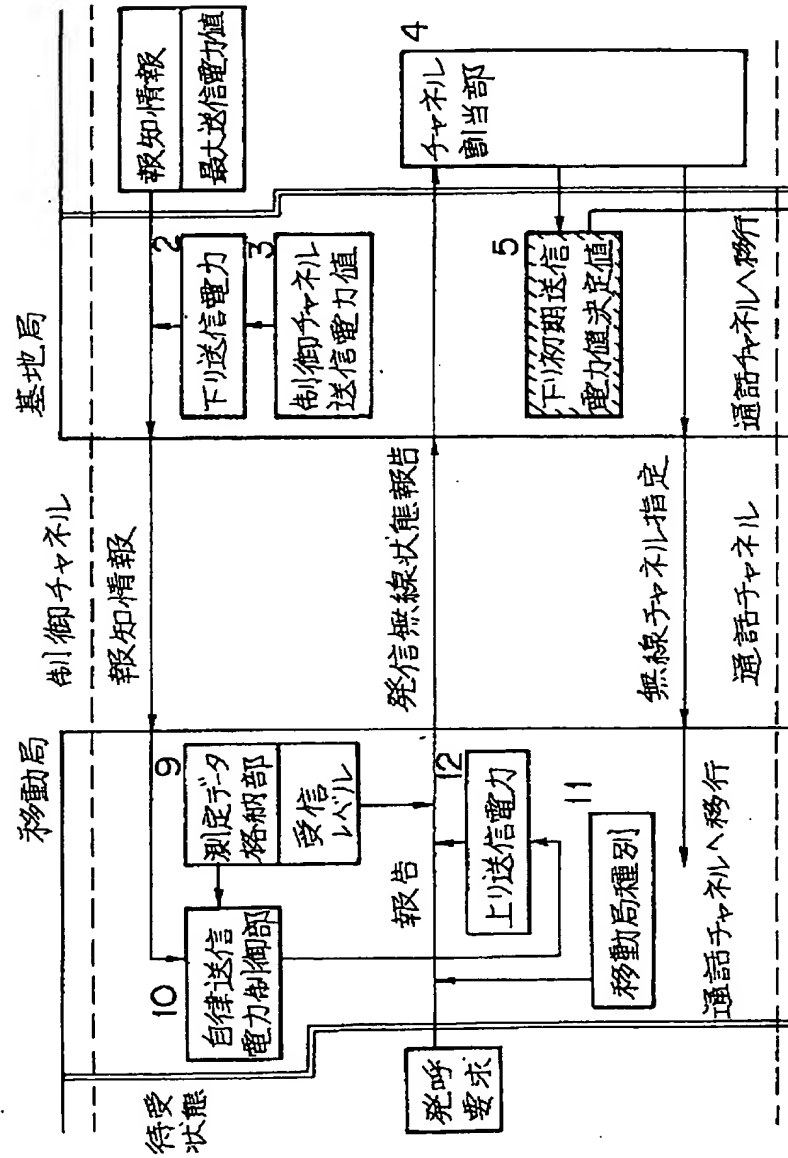 移動局
制御チャネル
基地局
待受
状態
報知情報
報知情報
最大送信電力値
10
自律送信
電力制御部
9
測定データ
格納部
受信
レベル
2
下り送信電力
3
制御チャネル
送信電力値
発呼
要求
報告
発信無線状態報告
12
上り送信電力
11
移動局種別
4
チャネル
割当部
5
下り初期送信
電力値決定値
無線チャネル指定
通話チャネルへ移行
通話チャネル
通話チャネルへ移行